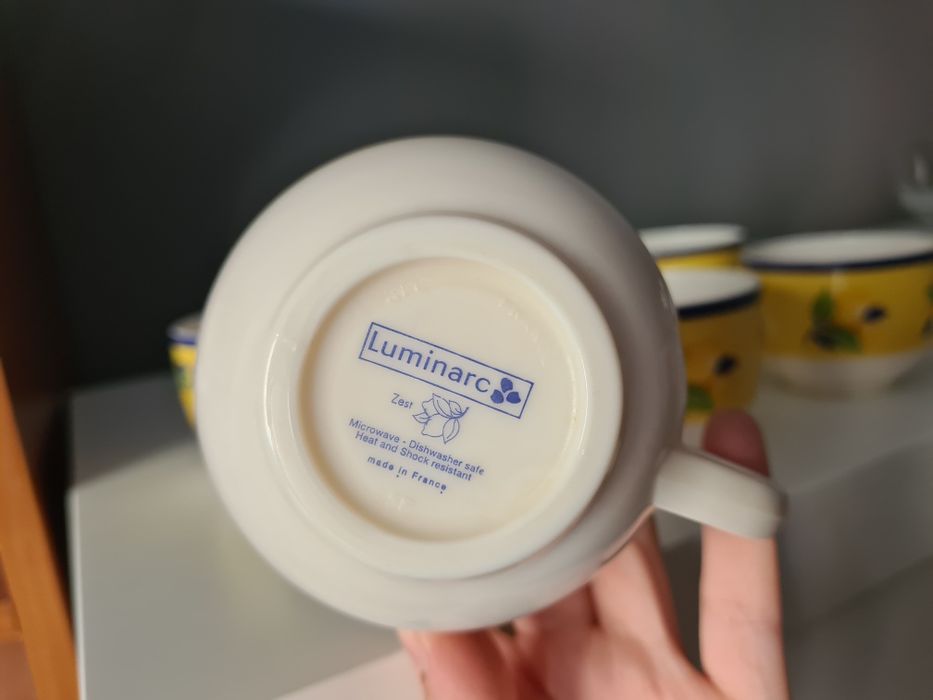 Luminarc
Zest
Microwave - Dishwasher safe
Heat and Shock resistant
made in France